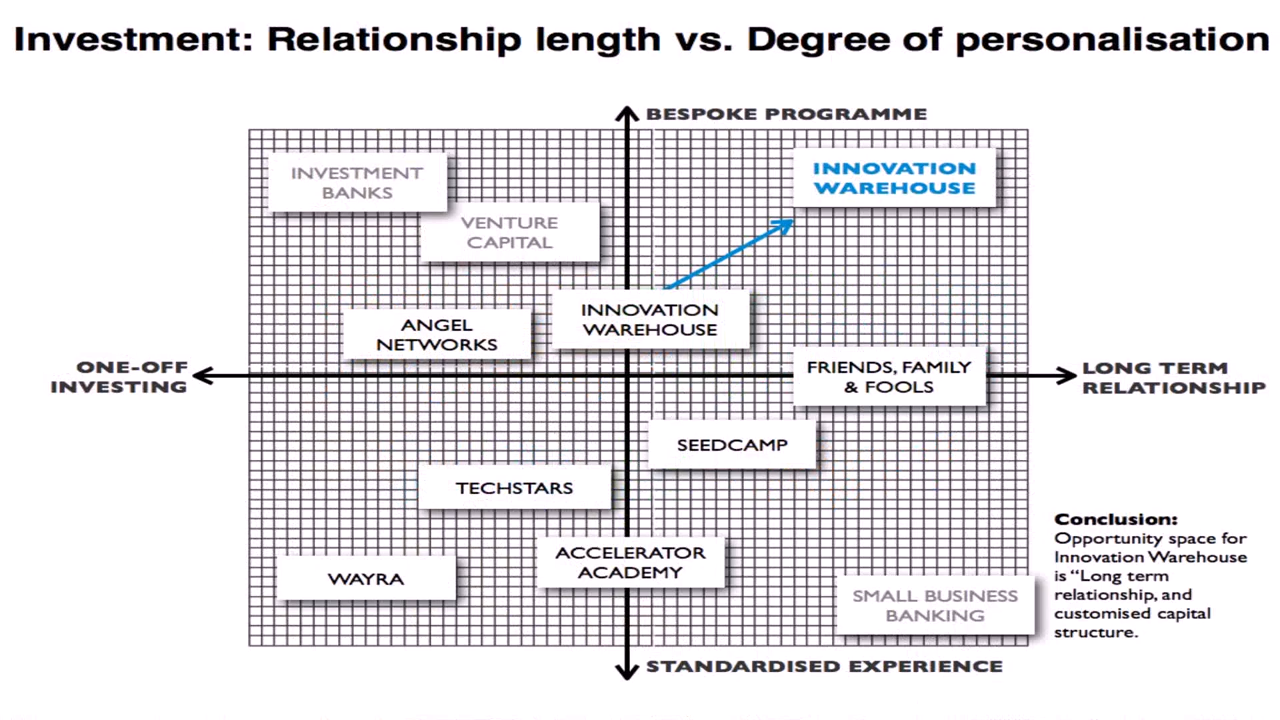 Investment: Relationship length vs. Degree of personalisation
BESPOKE PROGRAMME
INVESTMENT
BANKS
INNOVATION
WAREHOUSE
VENTURE
CAPITAL
INNOVATION
WAREHOUSE
ANGEL
NETWORKS
ONE-OFF
INVESTING
FRIENDS, FAMILY
& FOOLS
LONG TERM
RELATIONSHIP
SEEDCAMP
TECHSTARS
ACCELERATOR
ACADEMY
WAYRA
SMALL BUSINESS
BANKING
Conclusion:
Opportunity space for
Innovation Warehouse
is “Long term
relationship, and
customised capital
structure.
STANDARDISED EXPERIENCE